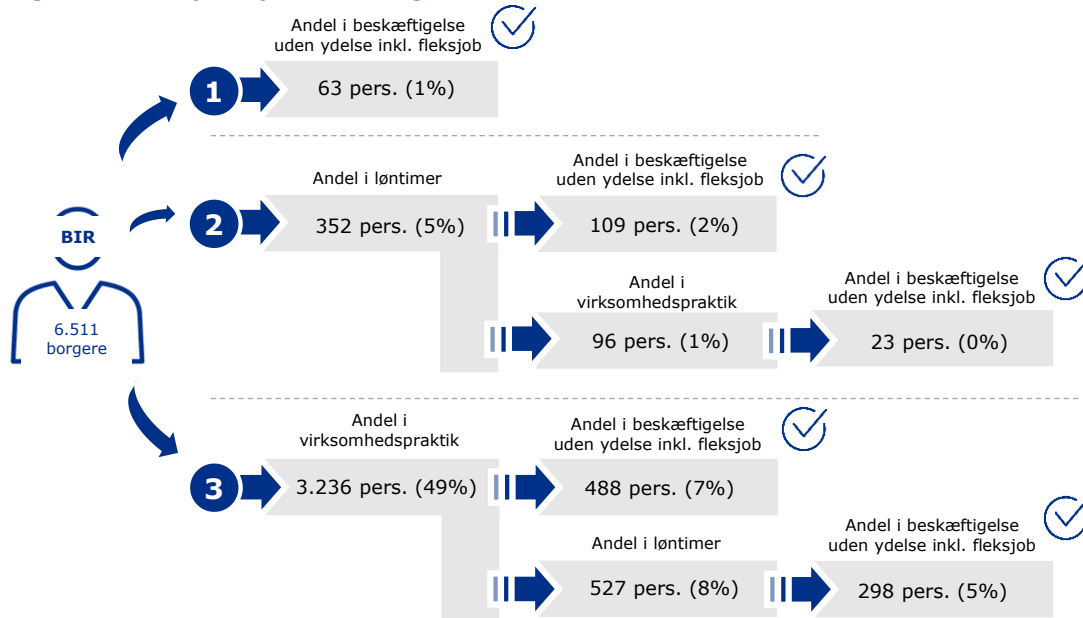 Andel i beskæftigelse
uden ydelse inkl. fleksjob
1
63 pers. (1%)
BIR
6.511
borgere
2
Andel i løntimer
352 pers. (5%)
Andel i beskæftigelse
uden ydelse inkl. fleksjob
109 pers. (2%)
Andel i
virksomhedspraktik
96 pers. (1%)
Andel i beskæftigelse
uden ydelse inkl. fleksjob
23 pers. (0%)
3
Andel i
virksomhedspraktik
3.236 pers. (49%)
Andel i beskæftigelse
uden ydelse inkl. fleksjob
488 pers. (7%)
Andel i løntimer
527 pers. (8%)
Andel i beskæftigelse
uden ydelse inkl. fleksjob
298 pers. (5%)